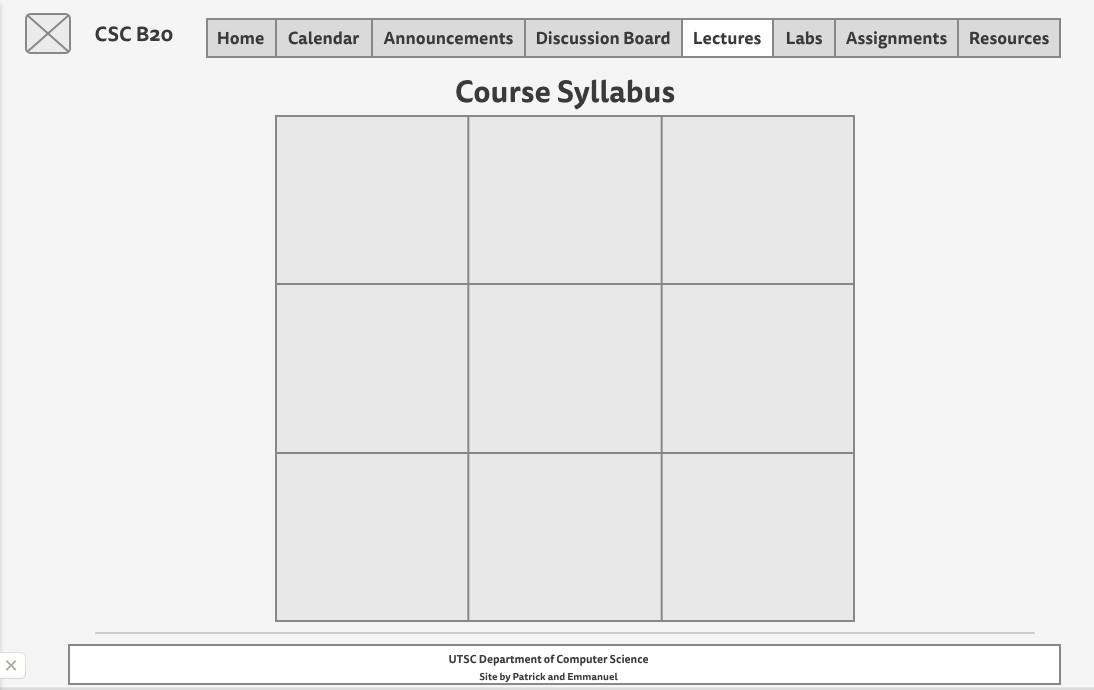 CSC B20
Home Calendar Announcements Discussion Board Lectures Labs Assignments Resources
Course Syllabus
UTSC Department of Computer Science
Site by Patrick and Emmanuel